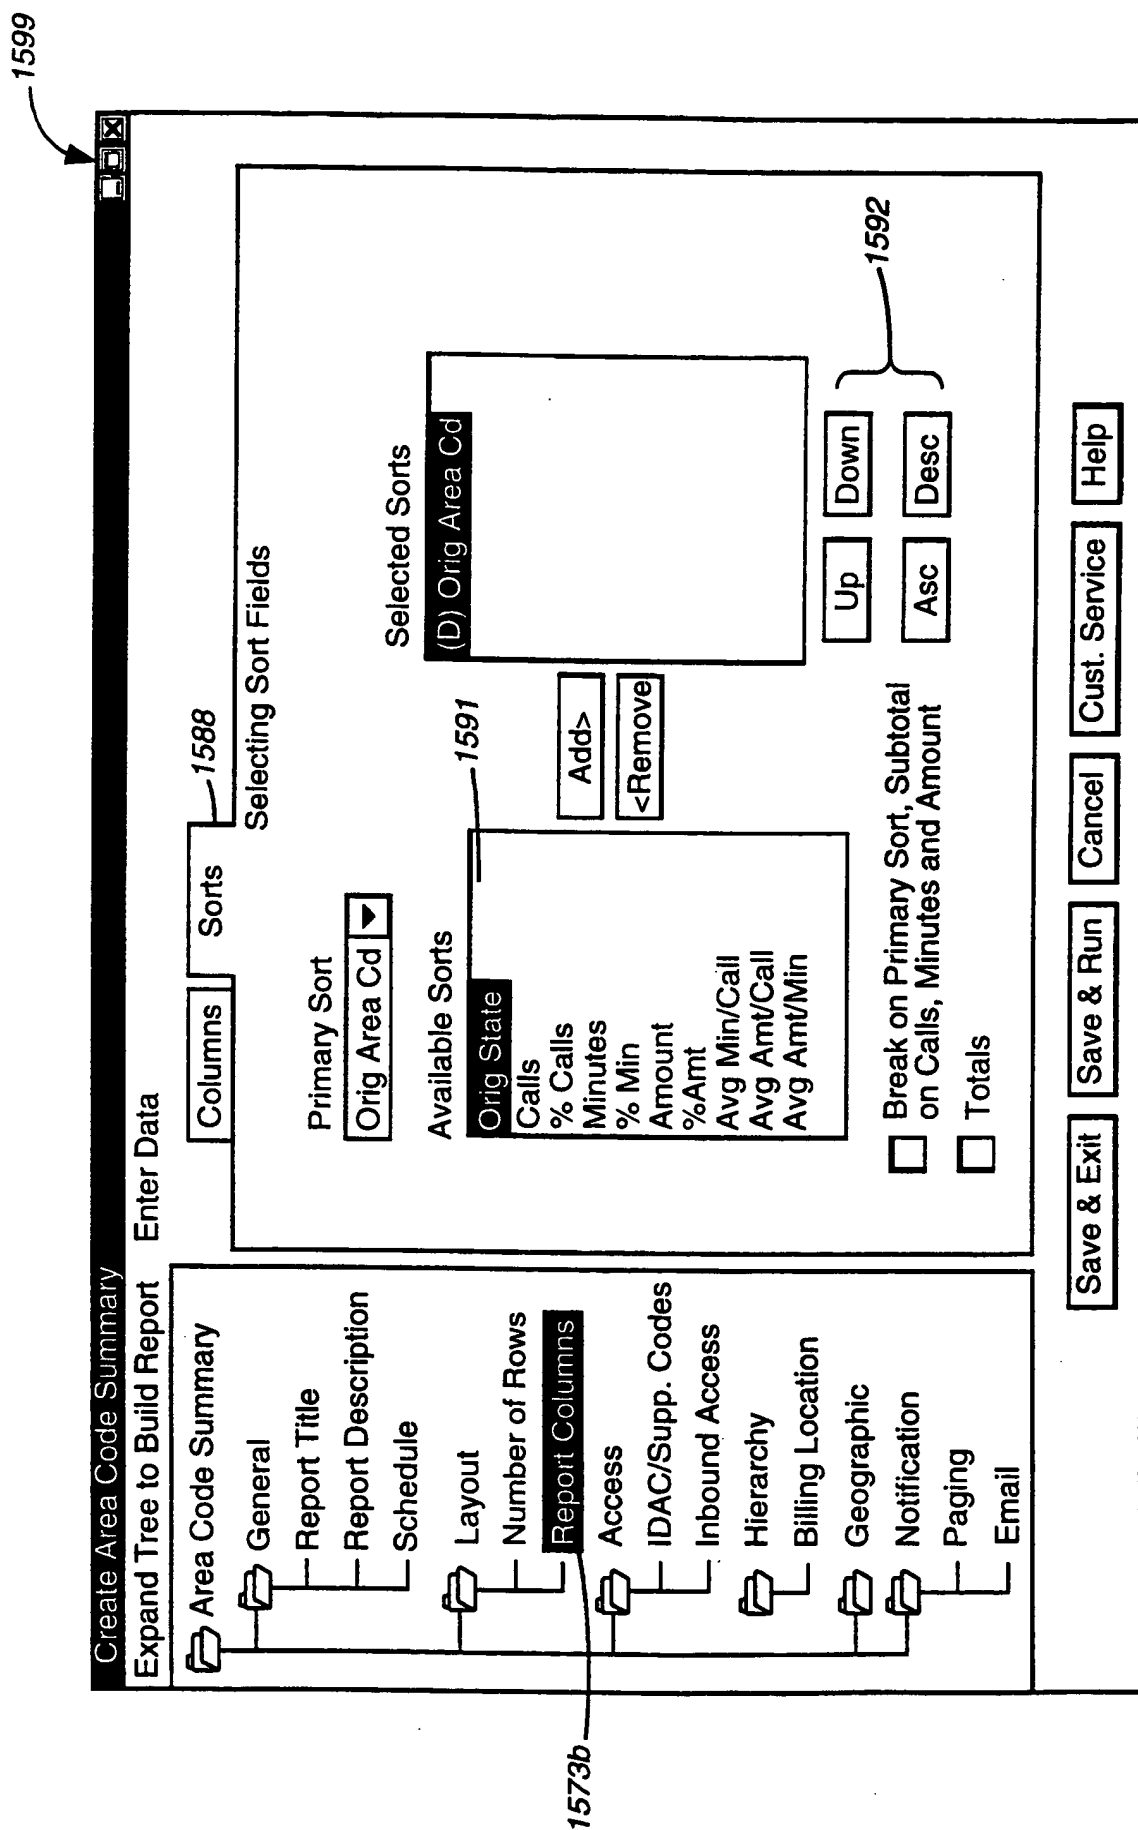 1599
Create Area Code Summary
Expand Tree to Build Report
Enter Data
Area Code Summary
General
Report Title
Report Description
Schedule
Layout
Number of Rows
Report Columns
1573b
Access
IDAC/Supp. Codes
Inbound Access
Hierarchy
Billing Location
Geographic
Notification
Paging
Email
Columns
Sorts
1588
Selecting Sort Fields
Primary Sort
Orig Area Cd
Available Sorts
1591
Orig State
Calls
% Calls
Minutes
% Min
Amount
%Amt
Avg Min/Call
Avg Amt/Call
Avg Amt/Min
Add>
<Remove
Selected Sorts
(D) Orig Area Cd
Up
Down
Asc
Desc
1592
Break on Primary Sort, Subtotal
on Calls, Minutes and Amount
Totals
Save & Exit
Save & Run
Cancel
Cust. Service
Help